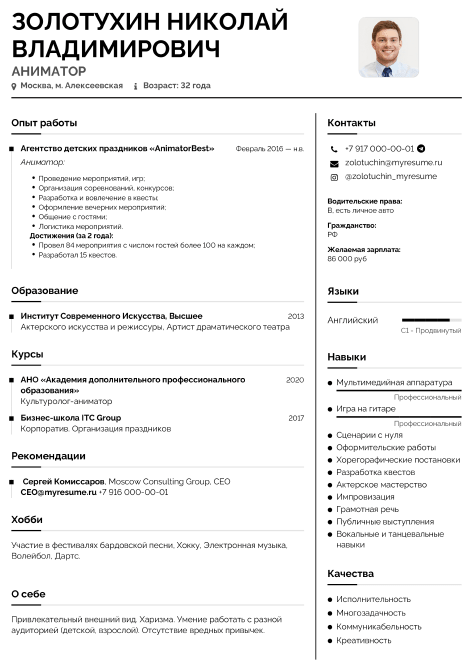 ЗОЛОТУХИН НИКОЛАЙ
ВЛАДИМИРОВИЧ
АНИМАТОР
Москва, м. Алексеевская Возраст: 32 года
Опыт работы
Агентство детских праздников «AnimatorBest» Февраль 2016 — н.в.
Аниматор:
Проведение мероприятий, игр;
Организация соревнований, конкурсов;
Разработка и вовлечение в квесты;
Оформление вечерних мероприятий;
Общение с гостями;
Логистика мероприятий.
Достижения (за 2 года):
Провел 84 мероприятия с числом гостей более 100 на каждом;
Разработал 15 квестов.
Образование
Институт Современного Искусства, Высшее 2013
Актерского искусства и режиссуры, Артист драматического театра
Курсы
АНО «Академия дополнительного профессионального 2020
образования»
Культуролог-аниматор
Бизнес-школа ITC Group 2017
Корпоратив. Организация праздников
Рекомендации
Сергей Комиссаров, Moscow Consulting Group, CEO
CEO@myresume.ru +7 916 000-00-01
Хобби
Участие в фестивалях бардовской песни, Хокку, Электронная музыка,
Волейбол, Дартс.
О себе
Привлекательный внешний вид. Харизма. Умение работать с разной
аудиторией (детской, взрослой). Отсутствие вредных привычек.
Контакты
+7 917 000-00-01
zolotuchin@myresume.ru
@zolotuchin_myresume
Водительские права:
B, есть личное авто
Гражданство:
РФ
Желаемая зарплата:
86 000 руб
Языки
Английский
C1 - Продвинутый
Навыки
Мультимедийная аппаратура
Профессиональный
Игра на гитаре
Профессиональный
Сценарии с нуля
Оформительские работы
Хорегорафические постановки
Разработка квестов
Актерское мастерство
Импровизация
Грамотная речь
Публичные выступления
Вокальные и танцевальные
навыки
Качества
Исполнительность
Многозадачность
Коммуникабельность
Креативность